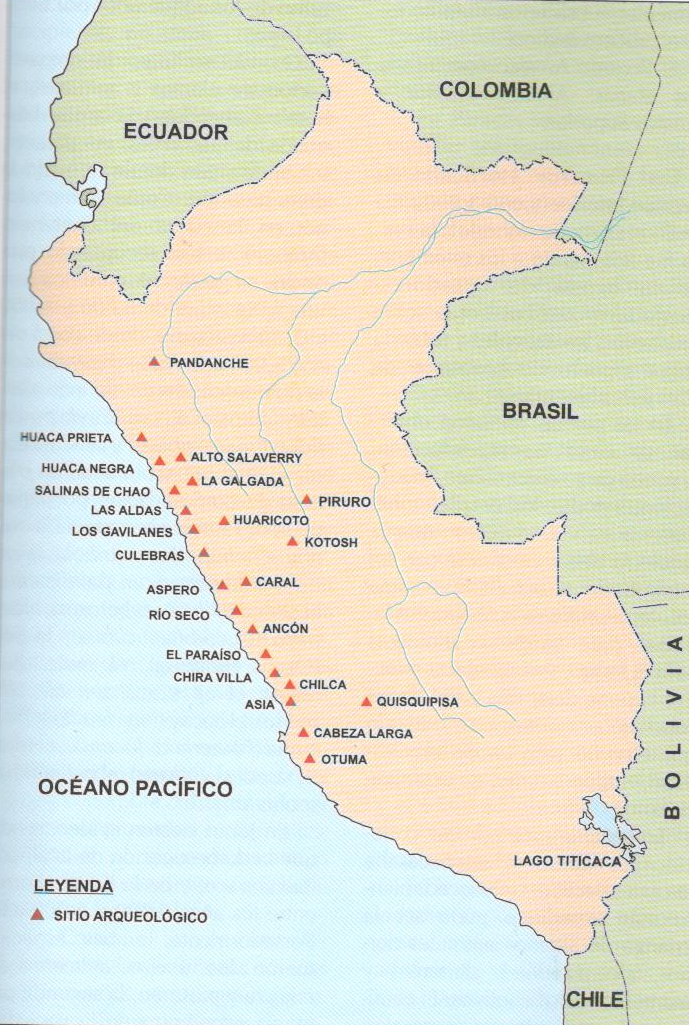 COLOMBIA
ECUADOR
PANDANCHE
BRASIL
HUACA PRIETA
ALTO SALAVERRY
HUACA NEGRA
LA GALGADA
SALINAS DE CHAO
PIRURO
LAS ALDAS
HUARICOTO
LOS GAVILANES
KOTOSH
CULEBRAS
CARAL
ASPERO
RÍO SECO
ANCÓN
EL PARAÍSO
CHIRA VILLA
CHILCA
ASIA
QUISQUIPISA
CABEZA LARGA
OTUMA
BOLIVIA
OCÉANO PACÍFICO
LAGO TITICACA
LEYENDA
SITIO ARQUEOLÓGICO
CHILE